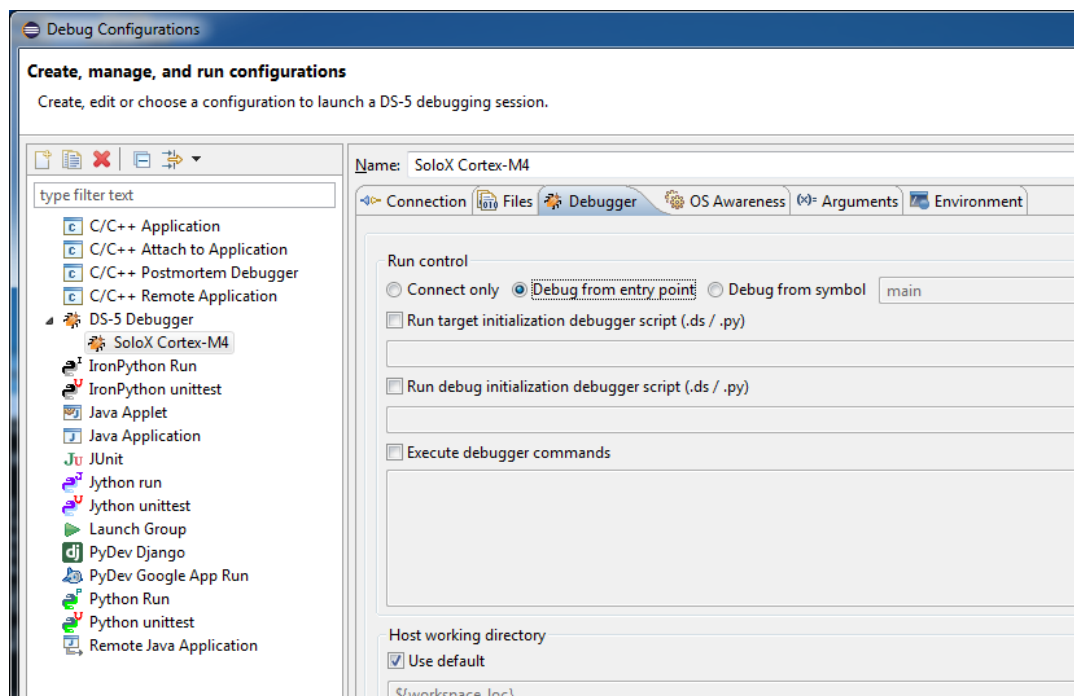 Debug Configurations
Create, manage, and run configurations
Create, edit or choose a configuration to launch a DS-5 debugging session.
type filter text
C/C++ Application
C/C++ Attach to Application
C/C++ Postmortem Debugger
C/C++ Remote Application
DS-5 Debugger
SoloX Cortex-M4
IronPython Run
IronPython unittest
Java Applet
Java Application
JUnit
Jython run
Jython unittest
Launch Group
PyDev Django
PyDev Google App Run
Python Run
Python unittest
Remote Java Application
Name: SoloX Cortex-M4
Connection Files Debugger OS Awareness Arguments Environment
Run control
Connect only Debug from entry point Debug from symbol main
Run target initialization debugger script (.ds / .py)
Run debug initialization debugger script (.ds / .py)
Execute debugger commands
Host working directory
Use default
${workspace_loc}